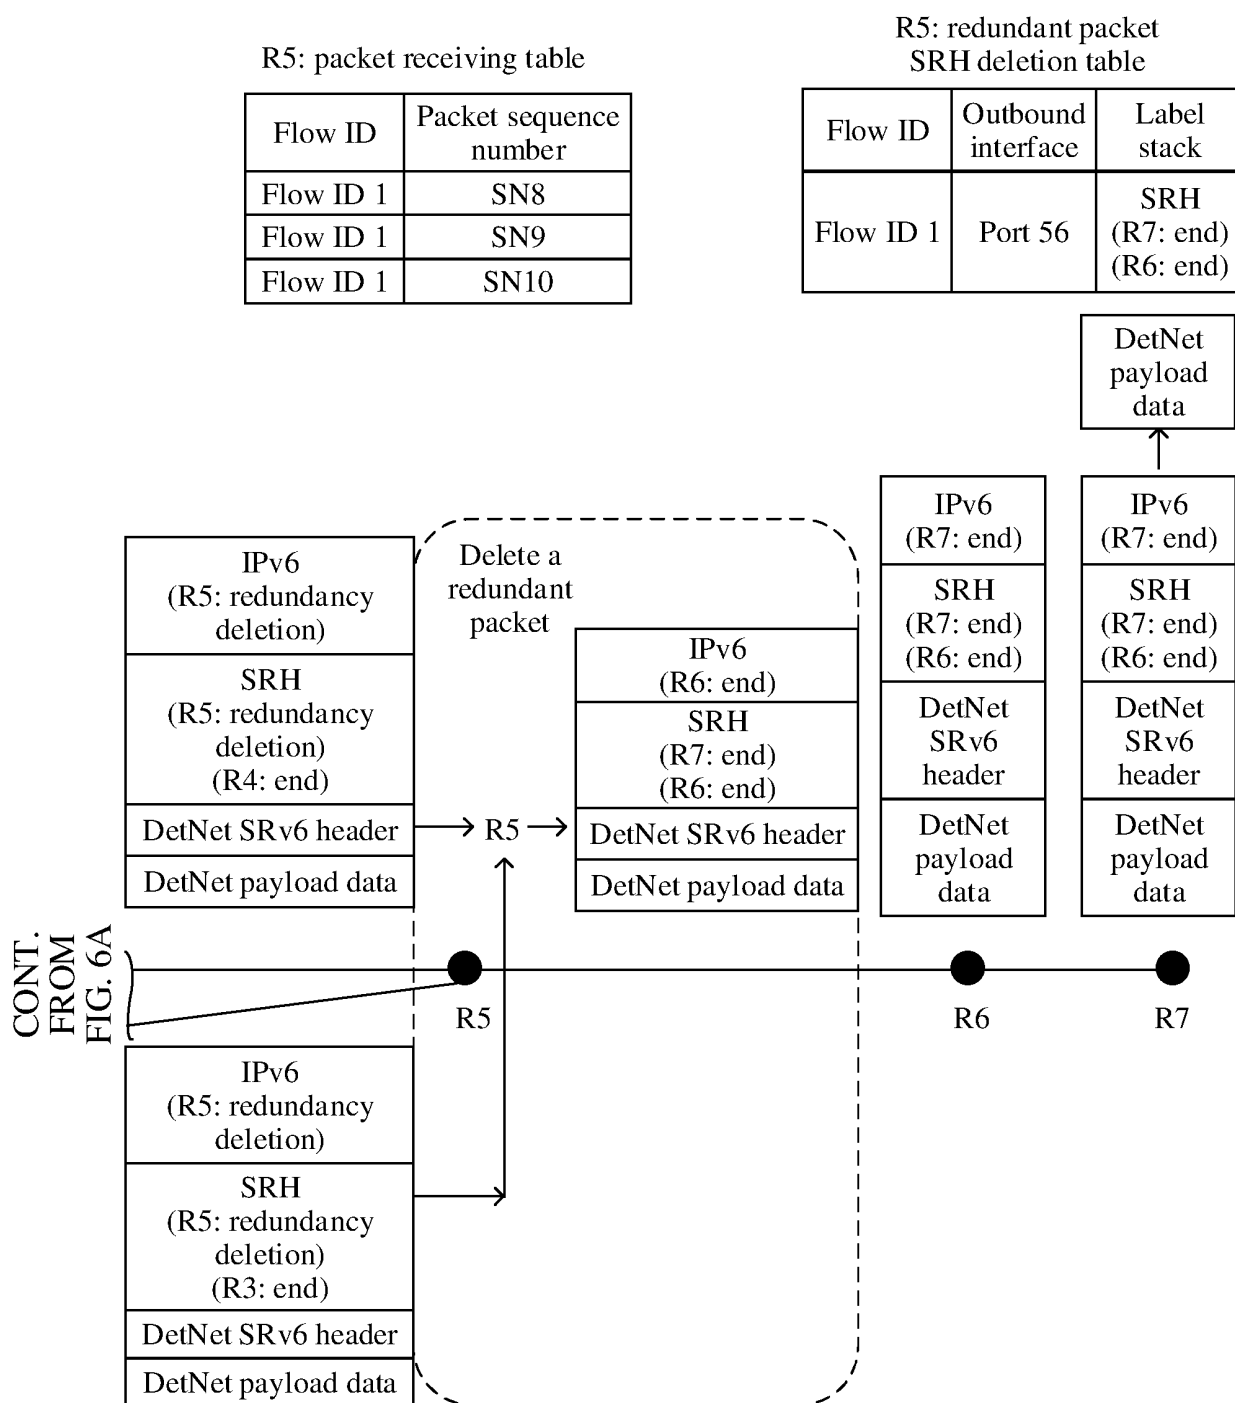 R5: packet receiving table
Flow ID
Packet sequence
number
Flow ID 1
SN8
Flow ID 1
SN9
Flow ID 1
SN10
R5: redundant packet
SRH deletion table
Flow ID
Outbound
interface
Label
stack
Flow ID 1
Port 56
SRH
(R7: end)
(R6: end)
DetNet
payload
data
IPv6
(R5: redundancy
deletion)
SRH
(R5: redundancy
deletion)
(R4: end)
DetNet SRv6 header
DetNet payload data
Delete a
redundant
packet
R5
IPv6
(R6: end)
SRH
(R7: end)
(R6: end)
DetNet SRv6 header
DetNet payload data
IPv6
(R7: end)
SRH
(R7: end)
(R6: end)
DetNet
SRv6
header
DetNet
payload
data
IPv6
(R7: end)
SRH
(R7: end)
(R6: end)
DetNet
SRv6
header
DetNet
payload
data
CONT.
FROM
FIG. 6A
R5
R6
R7
IPv6
(R5: redundancy
deletion)
SRH
(R5: redundancy
deletion)
(R3: end)
DetNet SRv6 header
DetNet payload data